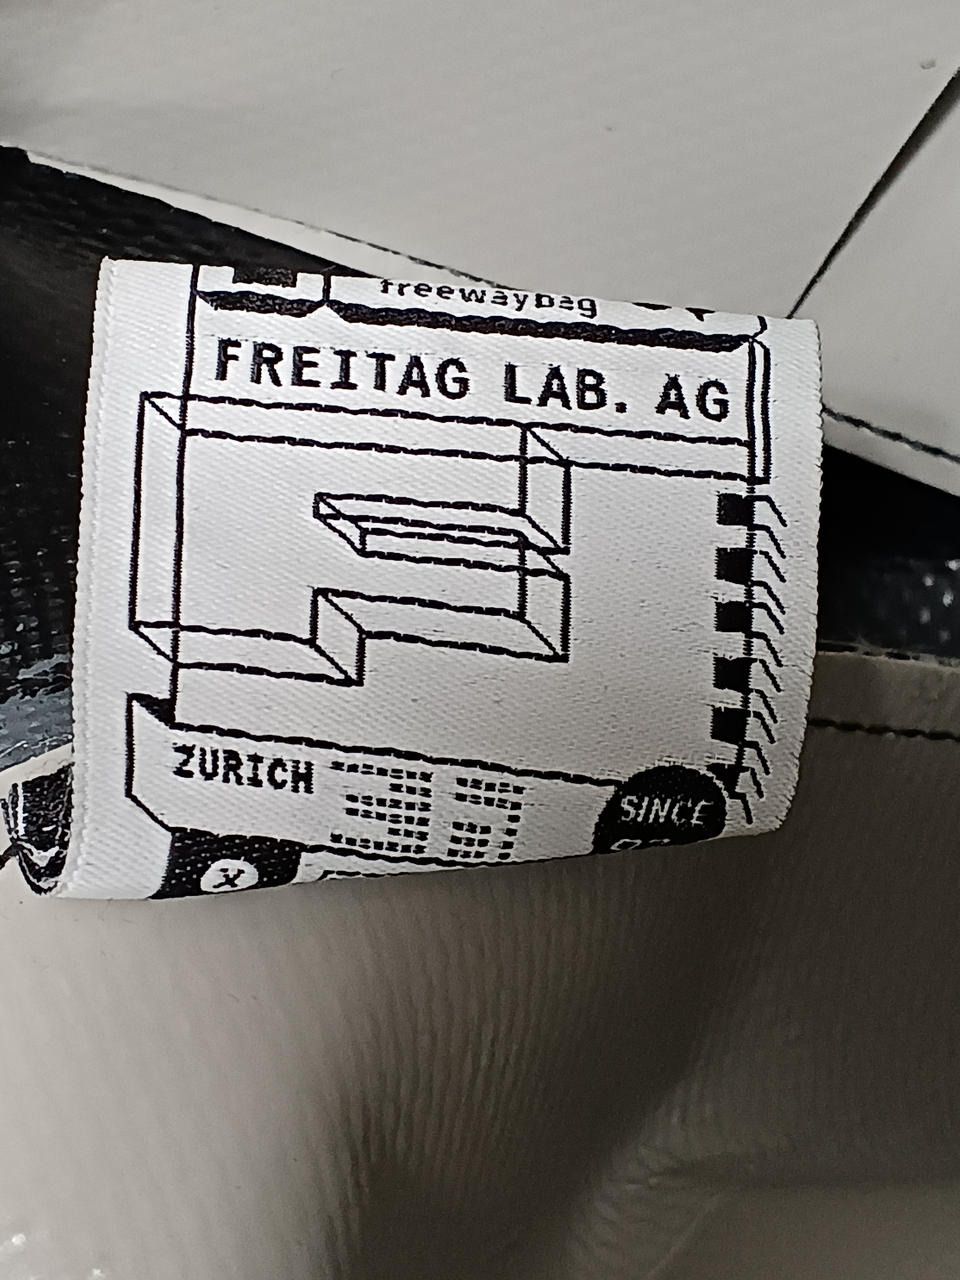 freewaybag
FREITAG LAB. AG
ZURICH
SINCE